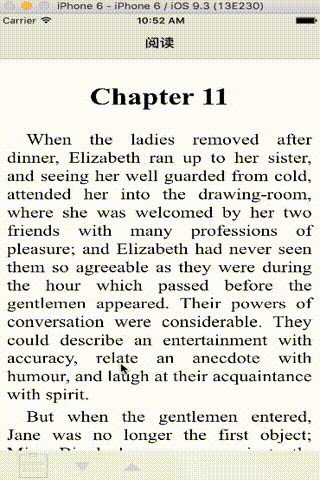 iPhone 6 - iPhone 6 / iOS 9.3 (13E230)
Carrier 10:52 AM
阅读
Chapter 11
When the ladies removed after
dinner, Elizabeth ran up to her sister,
and seeing her well guarded from cold,
attended her into the drawing-room,
where she was welcomed by her two
friends with many professions of
pleasure; and Elizabeth had never seen
them so agreeable as they were during
the hour which passed before the
gentlemen appeared. Their powers of
conversation were considerable. They
could describe an entertainment with
accuracy, relate an anecdote with
humour, and laugh at their acquaintance
with spirit.
But when the gentlemen entered,
Jane was no longer the first object;